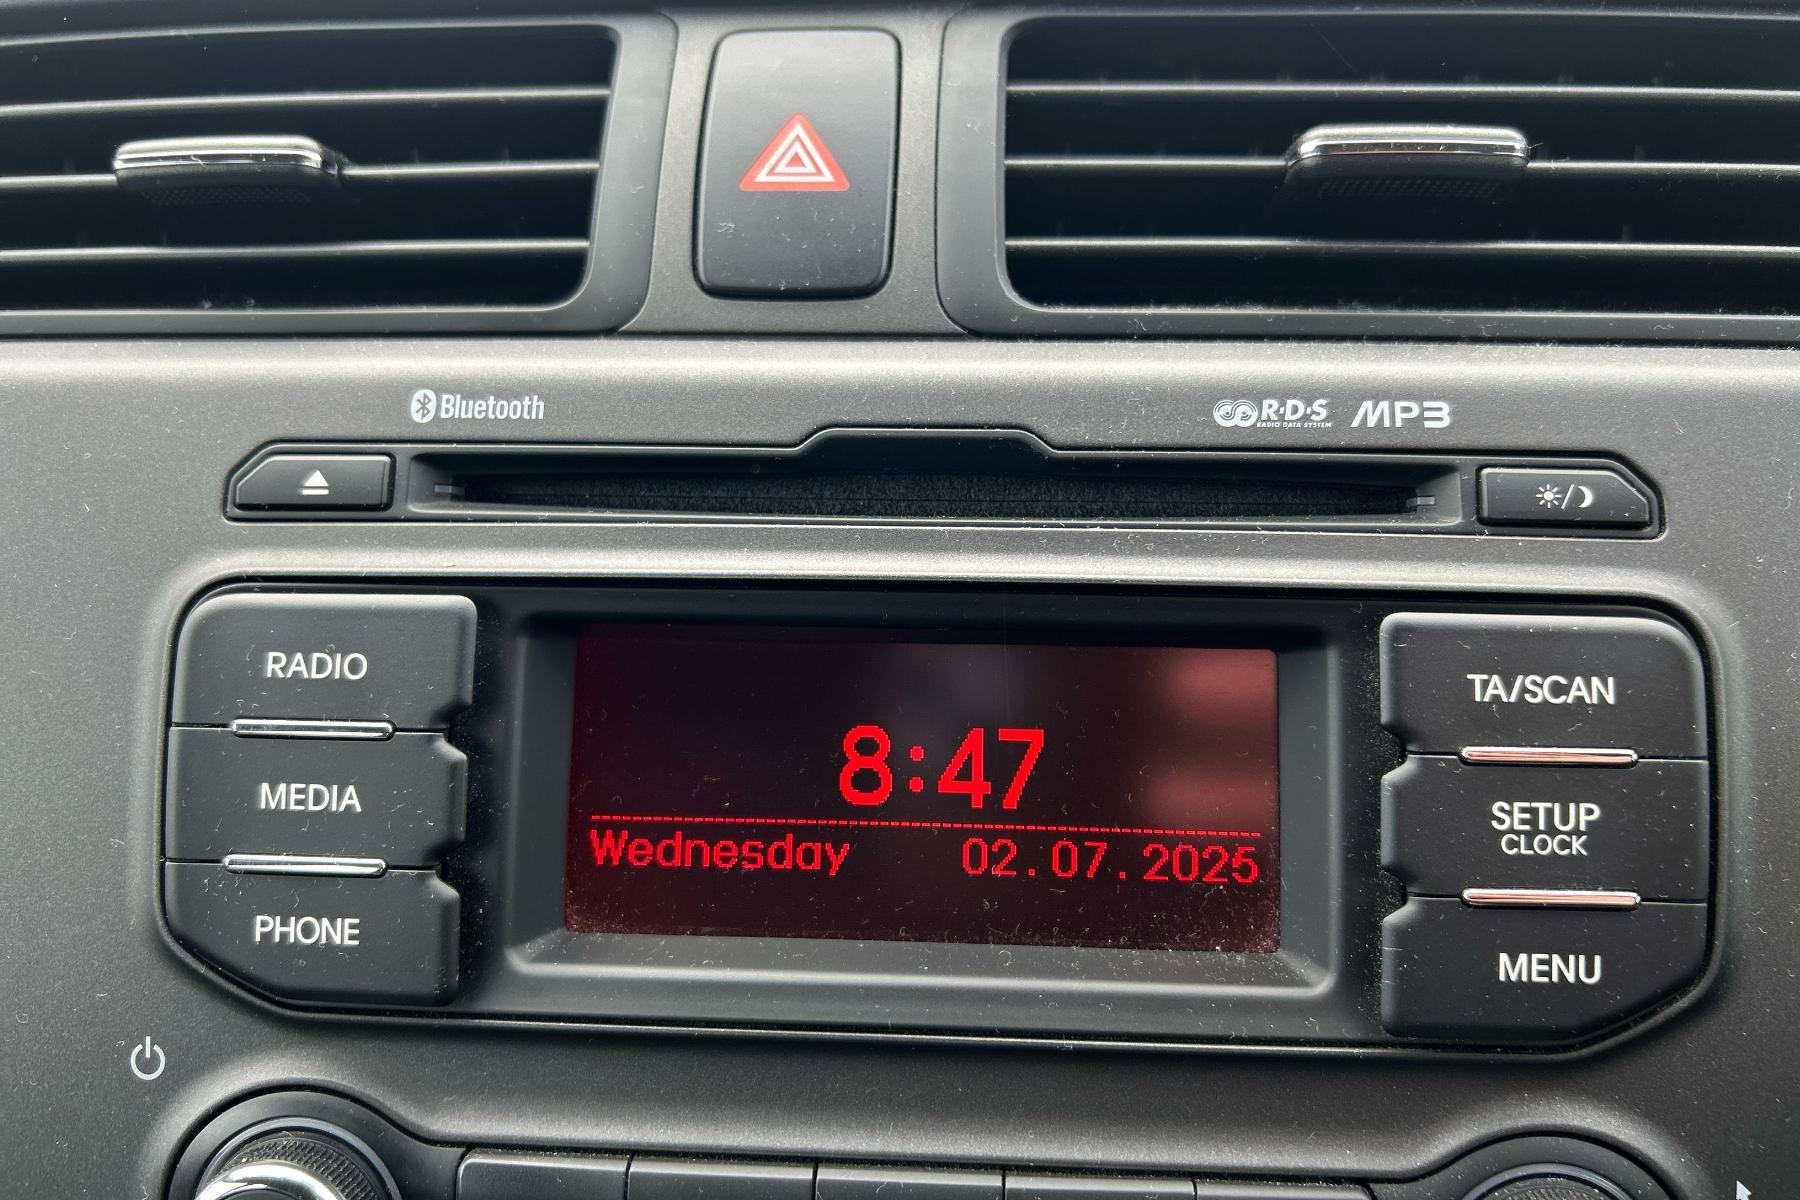 Bluetooth
R·D·S MP3
RADIO DATA SYSTEM
RADIO
TA/SCAN
8:47
MEDIA
SETUP
CLOCK
Wednesday 02.07.2025
PHONE
MENU